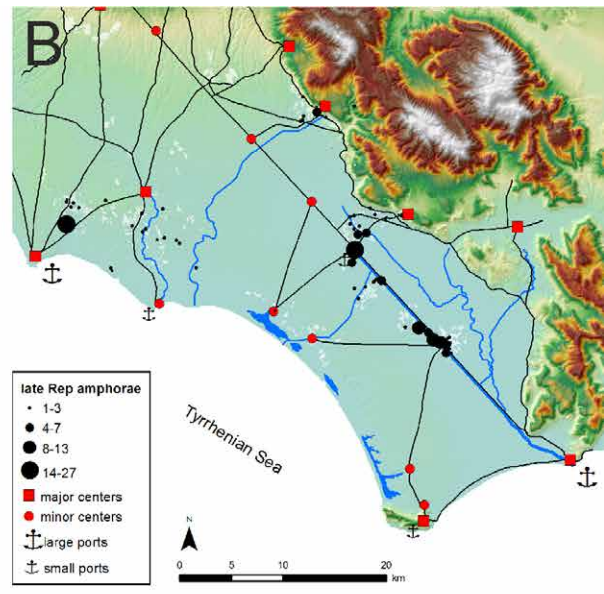 B
late Rep amphorae
1-3
4-7
8-13
14-27
major centers
minor centers
large ports
small ports
Tyrrhenian Sea
N
0 5 10 20
km